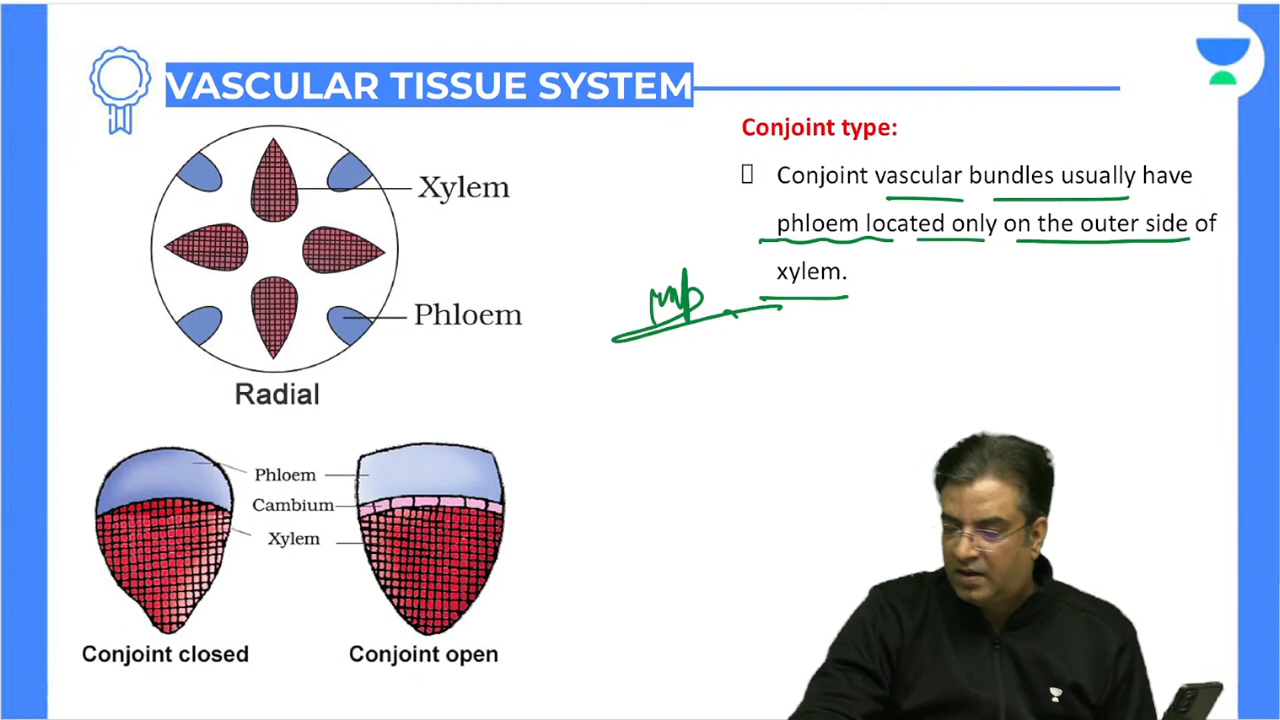 VASCULAR TISSUE SYSTEM
Xylem
Phloem
Radial
Phloem
Cambium
Xylem
Conjoint closed
Conjoint open
Conjoint type:
Conjoint vascular bundles usually have
phloem located only on the outer side of
xylem.